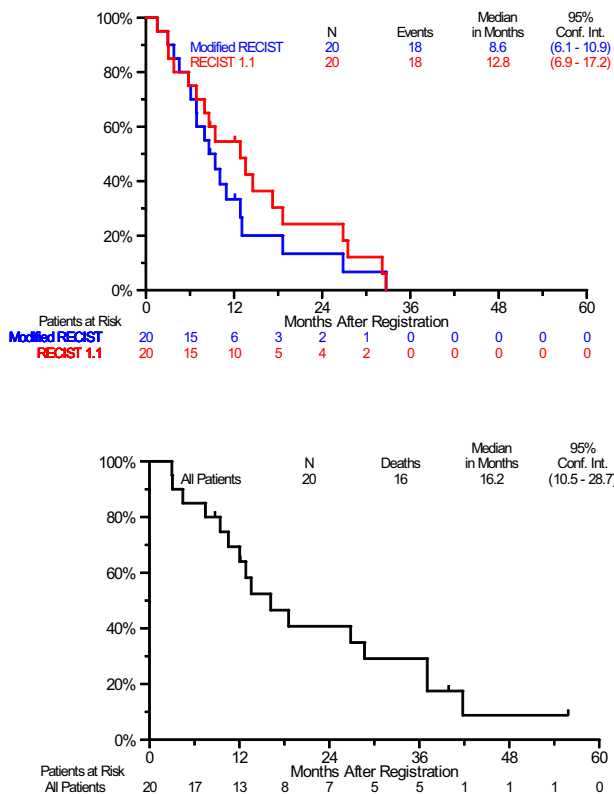 Median 95%
N Events in Months Conf. Int.
Modified RECIST 20 18 8.6 (6.1 - 10.9)
RECIST 1.1 20 18 12.8 (6.9 - 17.2)
100%
80%
60%
40%
20%
0%
0 12 24 36 48 60
Months After Registration
Patients at Risk
Modified RECIST 20 15 6 3 2 1 0 0 0 0 0
RECIST 1.1 20 15 10 5 4 2 0 0 0 0 0
Median 95%
N Deaths in Months Conf. Int.
All Patients 20 16 16.2 (10.5 - 28.7)
100%
80%
60%
40%
20%
0%
0 12 24 36 48 60
Months After Registration
Patients at Risk
All Patients 20 17 13 8 7 5 5 1 1 1 0